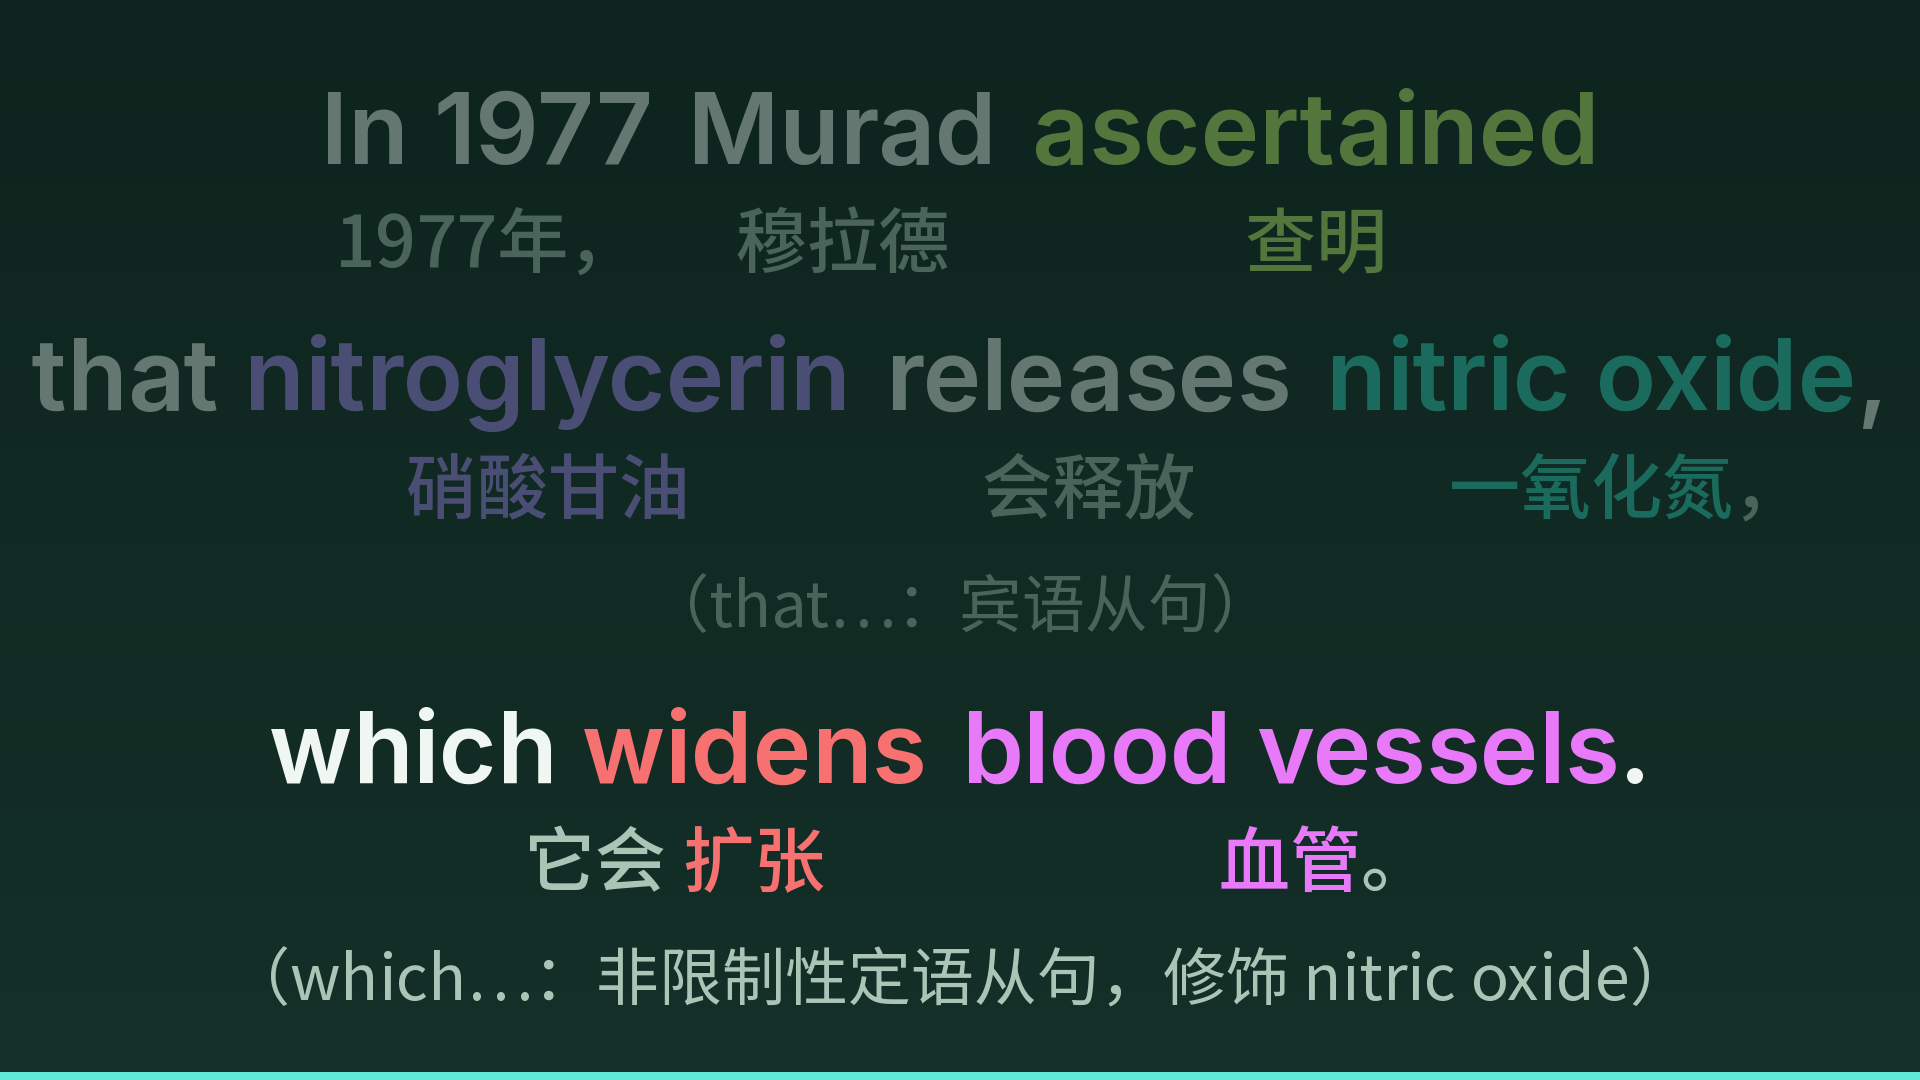 In 1977 Murad ascertained
1977年， 穆拉德 查明
that nitroglycerin releases nitric oxide,
硝酸甘油 会释放 一氧化氮，
（that…：宾语从句）
which widens blood vessels.
它会 扩张 血管。
（which…：非限制性定语从句，修饰 nitric oxide）